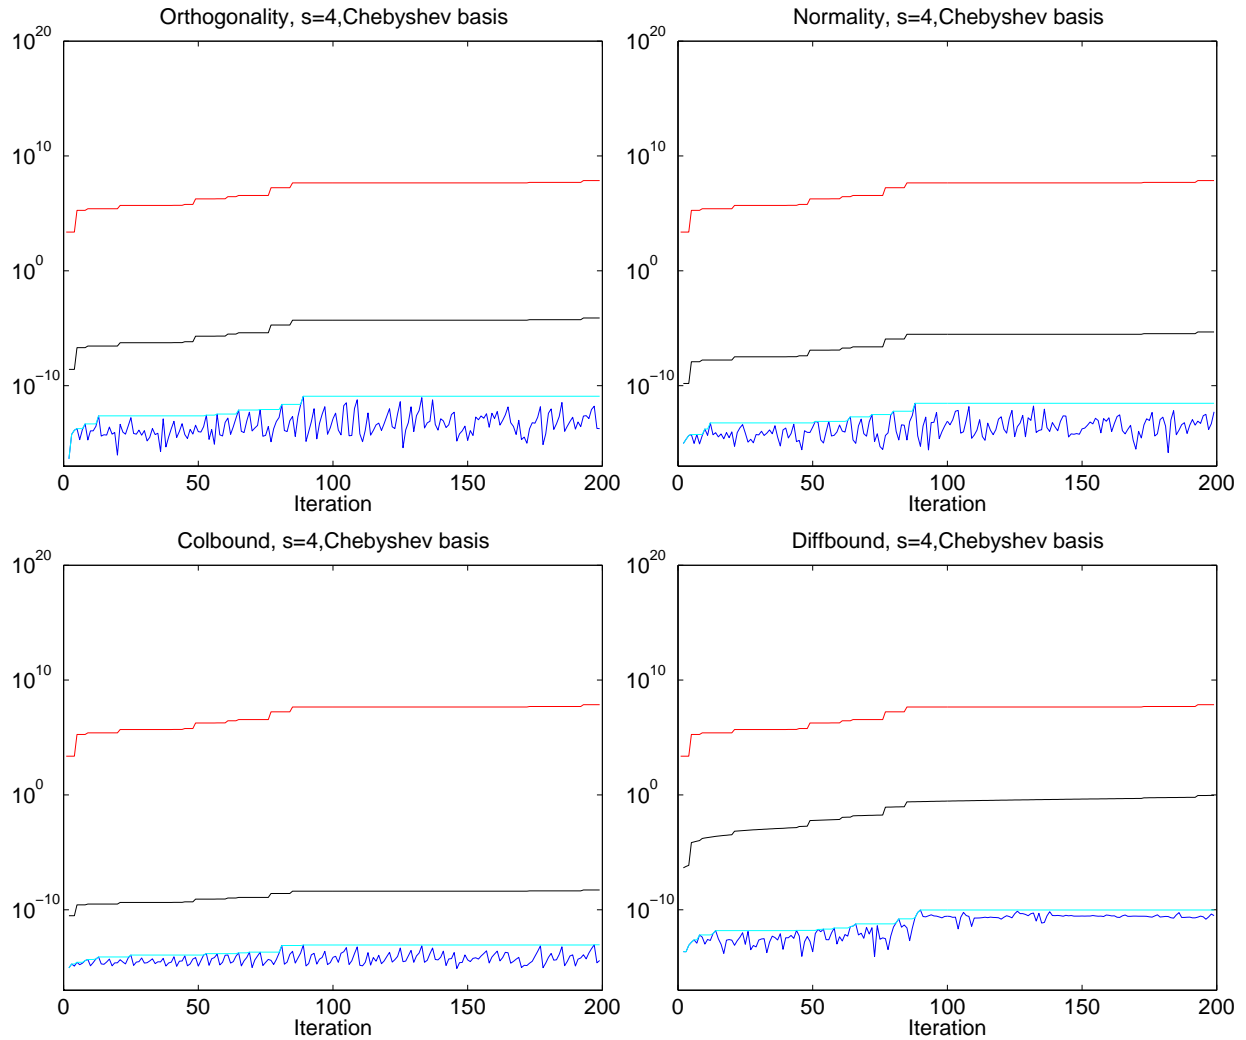 Orthogonality, s=4,Chebyshev basis
10^20
10^10
10^0
10^−10
0 50 100 150 200
Iteration
Normality, s=4,Chebyshev basis
10^20
10^10
10^0
10^−10
0 50 100 150 200
Iteration
Colbound, s=4,Chebyshev basis
10^20
10^10
10^0
10^−10
0 50 100 150 200
Iteration
Diffbound, s=4,Chebyshev basis
10^20
10^10
10^0
10^−10
0 50 100 150 200
Iteration